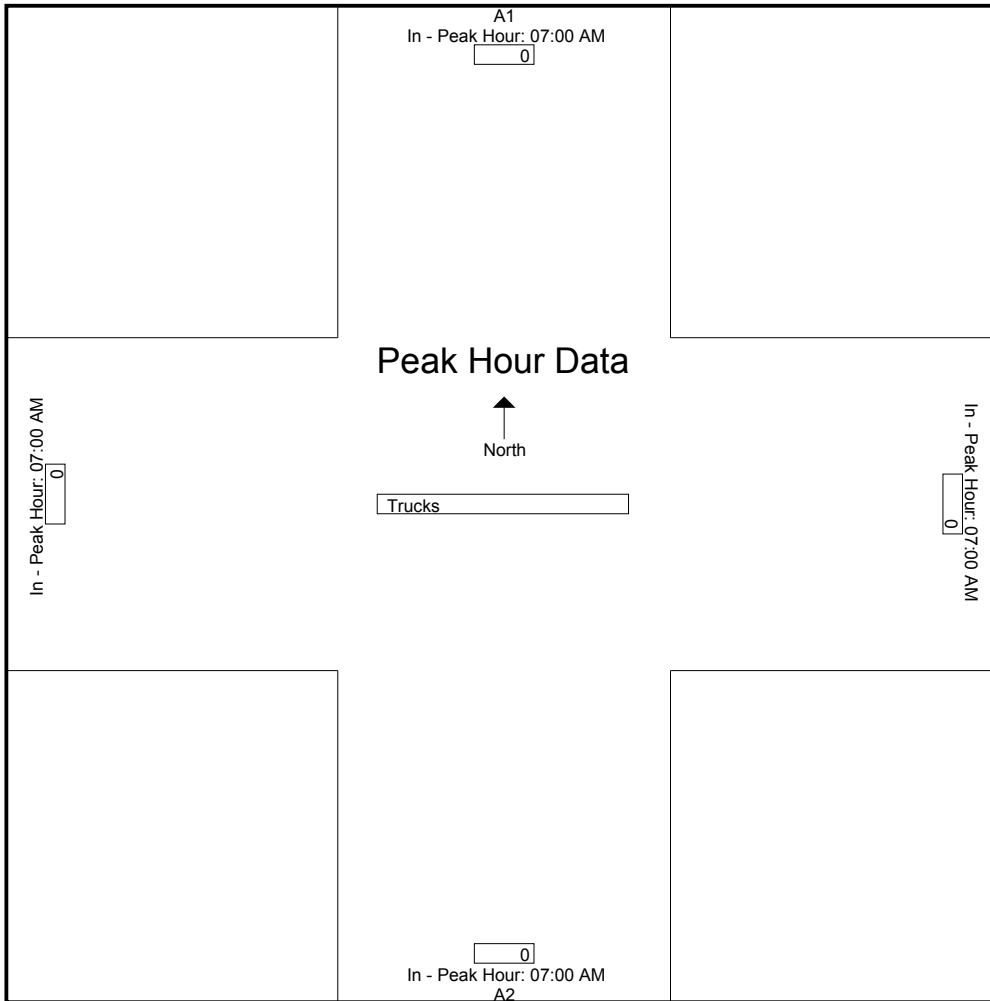 A1
In - Peak Hour: 07:00 AM
0
Peak Hour Data
North
In - Peak Hour: 07:00 AM
0
Trucks
0
In - Peak Hour: 07:00 AM
0
In - Peak Hour: 07:00 AM
A2